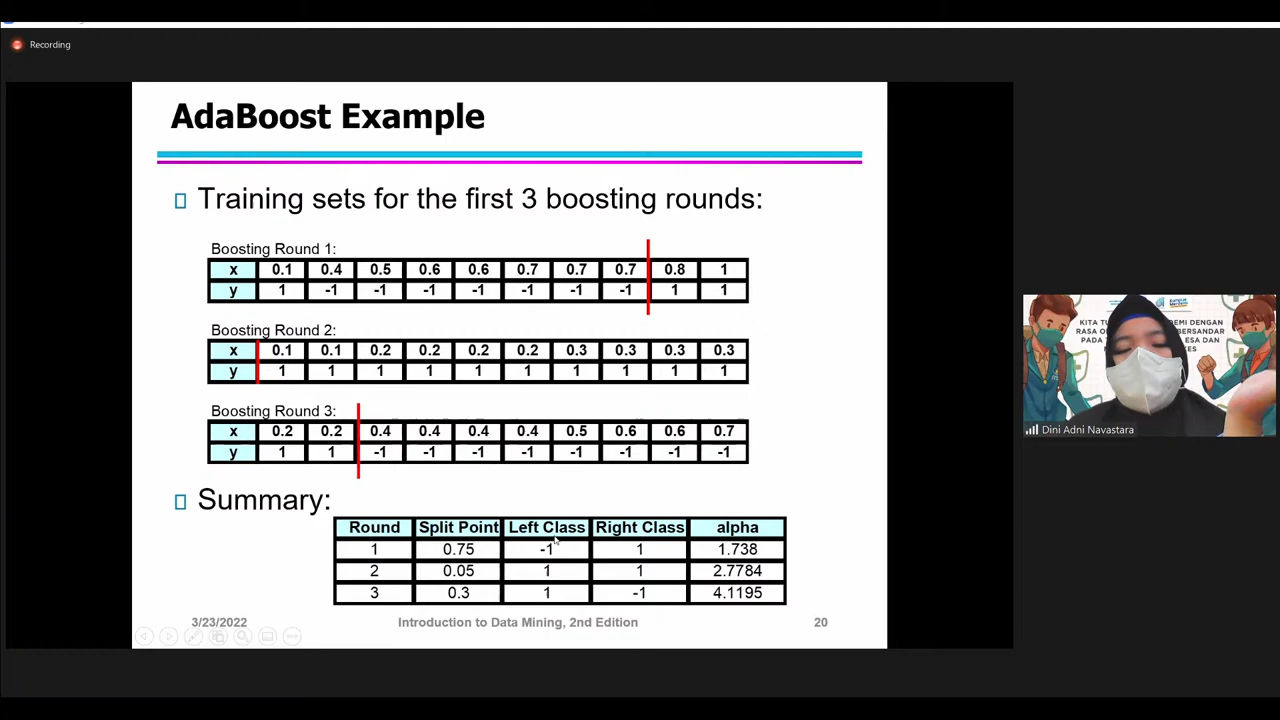 Recording
AdaBoost Example
Training sets for the first 3 boosting rounds:
Boosting Round 1:
x 0.1 0.4 0.5 0.6 0.6 0.7 0.7 0.7 0.8 1
y 1 -1 -1 -1 -1 -1 -1 -1 1 1
Boosting Round 2:
x 0.1 0.1 0.2 0.2 0.2 0.2 0.3 0.3 0.3 0.3
y 1 1 1 1 1 1 1 1 1 1
Boosting Round 3:
x 0.2 0.2 0.4 0.4 0.4 0.4 0.5 0.6 0.6 0.7
y 1 1 -1 -1 -1 -1 -1 -1 -1 -1
Summary:
Round Split Point Left Class Right Class alpha
1 0.75 -1 1 1.738
2 0.05 1 1 2.7784
3 0.3 1 -1 4.1195
3/23/2022 Introduction to Data Mining, 2nd Edition 20
KITA TU DEMI DENGAN
RASA BERSANDAR
PADA ESA DAN
Dini Adni Navastara